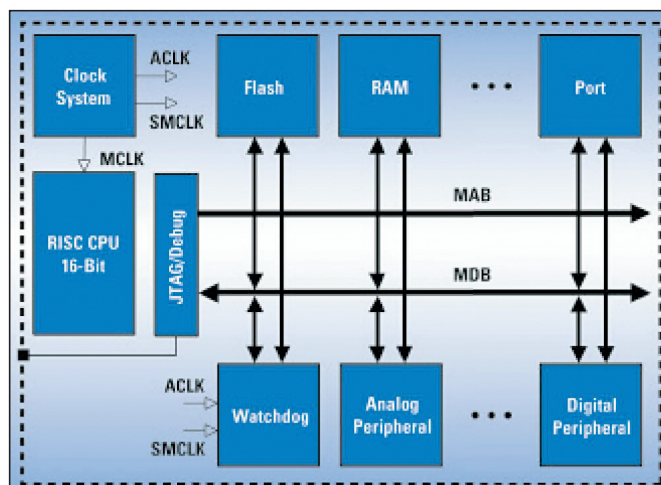 Clock
System
ACLK
SMCLK
MCLK
Flash
RAM
Port
RISC CPU
16-Bit
JTAG/Debug
MAB
MDB
ACLK
SMCLK
Watchdog
Analog
Peripheral
Digital
Peripheral